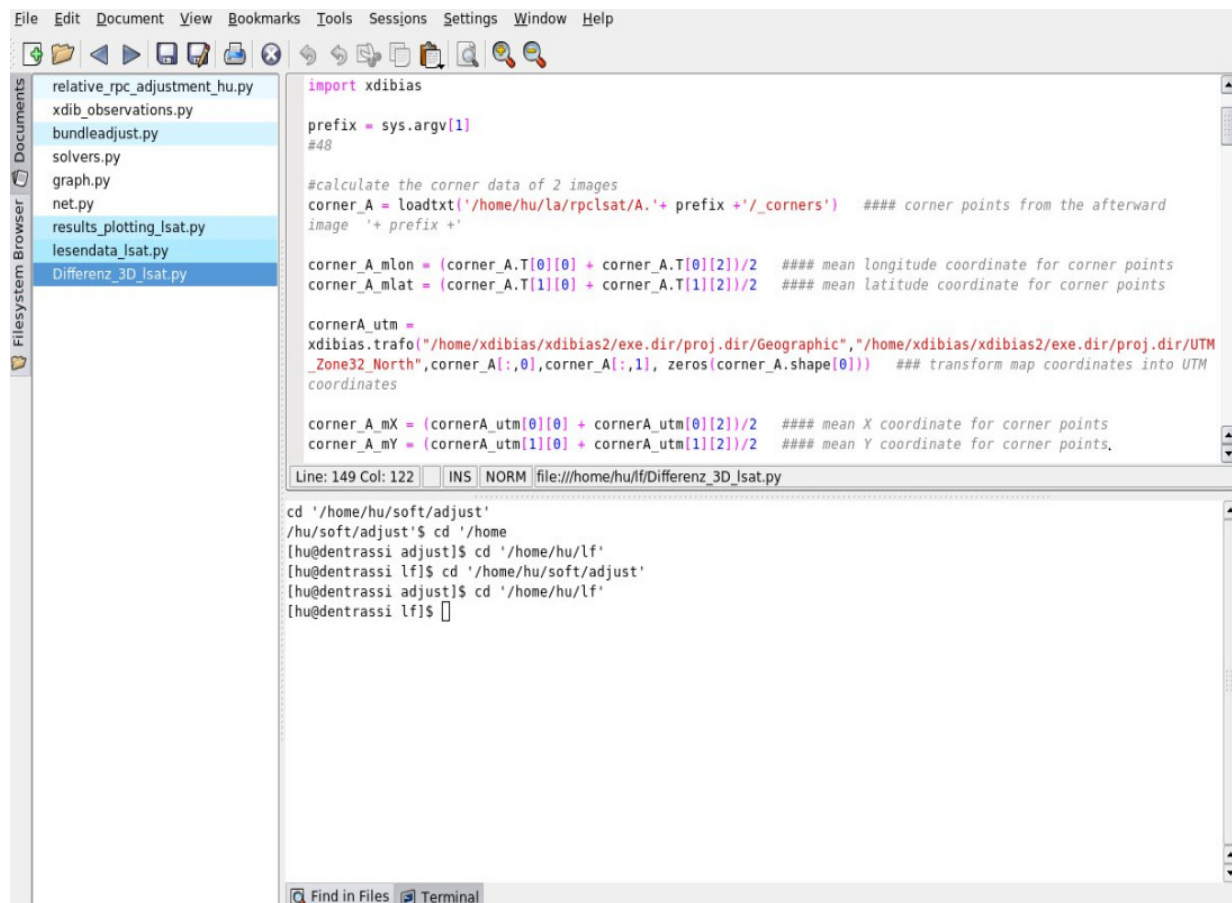 File Edit Document View Bookmarks Tools Sessions Settings Window Help
Documents
Filesystem Browser
relative_rpc_adjustment_hu.py
xdib_observations.py
bundleadjust.py
solvers.py
graph.py
net.py
results_plotting_lsat.py
lesendata_lsat.py
Differenz_3D_lsat.py
import xdibias
prefix = sys.argv[1]
#48
#calculate the corner data of 2 images
corner_A = loadtxt('/home/hu/la/rpclsat/A.'+ prefix +'/_corners') #### corner points from the afterward
image '+ prefix +'
corner_A_mlon = (corner_A.T[0][0] + corner_A.T[0][2])/2 #### mean longitude coordinate for corner points
corner_A_mlat = (corner_A.T[1][0] + corner_A.T[1][2])/2 #### mean latitude coordinate for corner points
cornerA_utm =
xdibias.trafo("/home/xdibias/xdibias2/exe.dir/proj.dir/Geographic","/home/xdibias/xdibias2/exe.dir/proj.dir/UTM
_Zone32_North",corner_A[:,0],corner_A[:,1], zeros(corner_A.shape[0])) ### transform map coordinates into UTM
coordinates
corner_A_mX = (cornerA_utm[0][0] + cornerA_utm[0][2])/2 #### mean X coordinate for corner points
corner_A_mY = (cornerA_utm[1][0] + cornerA_utm[1][2])/2 #### mean Y coordinate for corner points.
Line: 149 Col: 122 INS NORM file:///home/hu/lf/Differenz_3D_lsat.py
cd '/home/hu/soft/adjust'
/hu/soft/adjust'$ cd '/home
[hu@dentrassi adjust]$ cd '/home/hu/lf'
[hu@dentrassi lf]$ cd '/home/hu/soft/adjust'
[hu@dentrassi adjust]$ cd '/home/hu/lf'
[hu@dentrassi lf]$
Find in Files Terminal